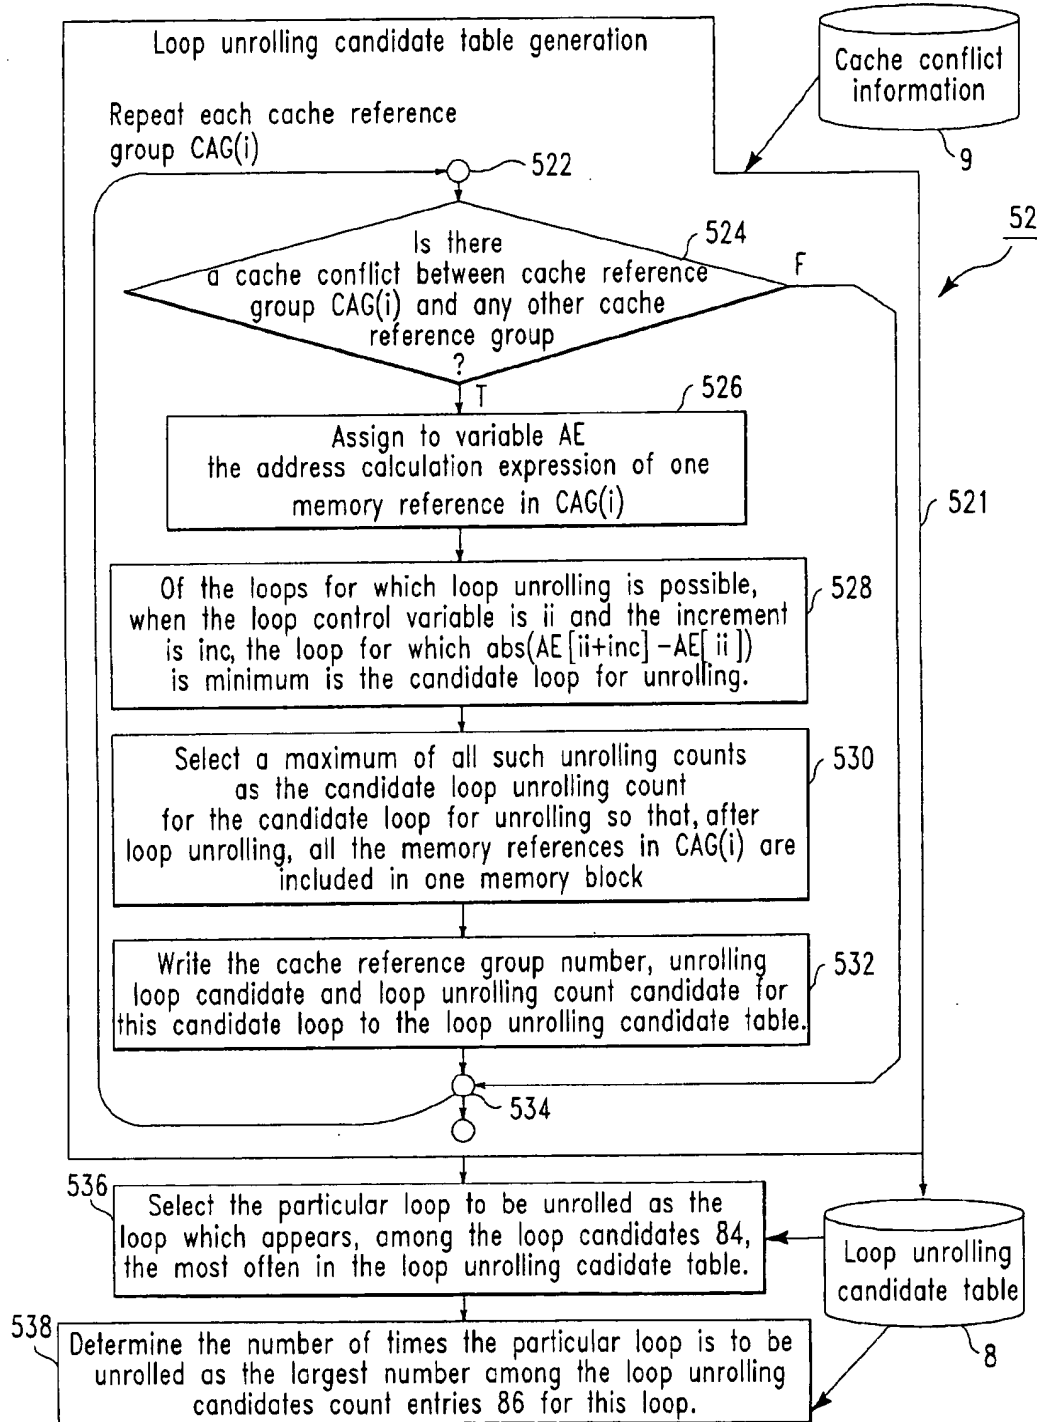 Loop unrolling candidate table generation
Cache conflict
information
9
Repeat each cache reference
group CAG(i)
522
52
524
Is there
a cache conflict between cache reference
group CAG(i) and any other cache
reference group
?
F
T
526
Assign to variable AE
the address calculation expression of one
memory reference in CAG(i)
521
528
Of the loops for which loop unrolling is possible,
when the loop control variable is ii and the increment
is inc, the loop for which abs(AE[ii+inc]-AE[ii])
is minimum is the candidate loop for unrolling.
530
Select a maximum of all such unrolling counts
as the candidate loop unrolling count
for the candidate loop for unrolling so that, after
loop unrolling, all the memory references in CAG(i) are
included in one memory block
532
Write the cache reference group number, unrolling
loop candidate and loop unrolling count candidate for
this candidate loop to the loop unrolling candidate table.
534
536
Select the particular loop to be unrolled as the
loop which appears, among the loop candidates 84,
the most often in the loop unrolling cadidate table.
Loop unrolling
candidate table
8
538
Determine the number of times the particular loop is to be
unrolled as the largest number among the loop unrolling
candidates count entries 86 for this loop.